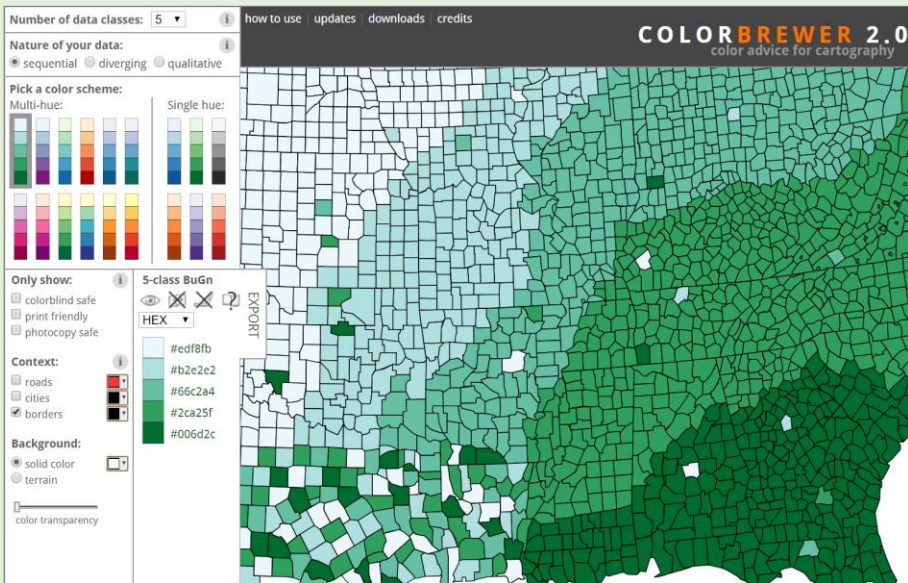 Number of data classes: 5
i
how to use | updates | downloads | credits
COLORBREWER 2.0
color advice for cartography
Nature of your data:
i
sequential diverging qualitative
Pick a color scheme:
Multi-hue: Single hue:
Only show:
i
colorblind safe
print friendly
photocopy safe
Context:
i
roads
cities
borders
Background:
solid color
terrain
color transparency
5-class BuGn
EXPORT
HEX
#edf8fb
#b2e2e2
#66c2a4
#2ca25f
#006d2c